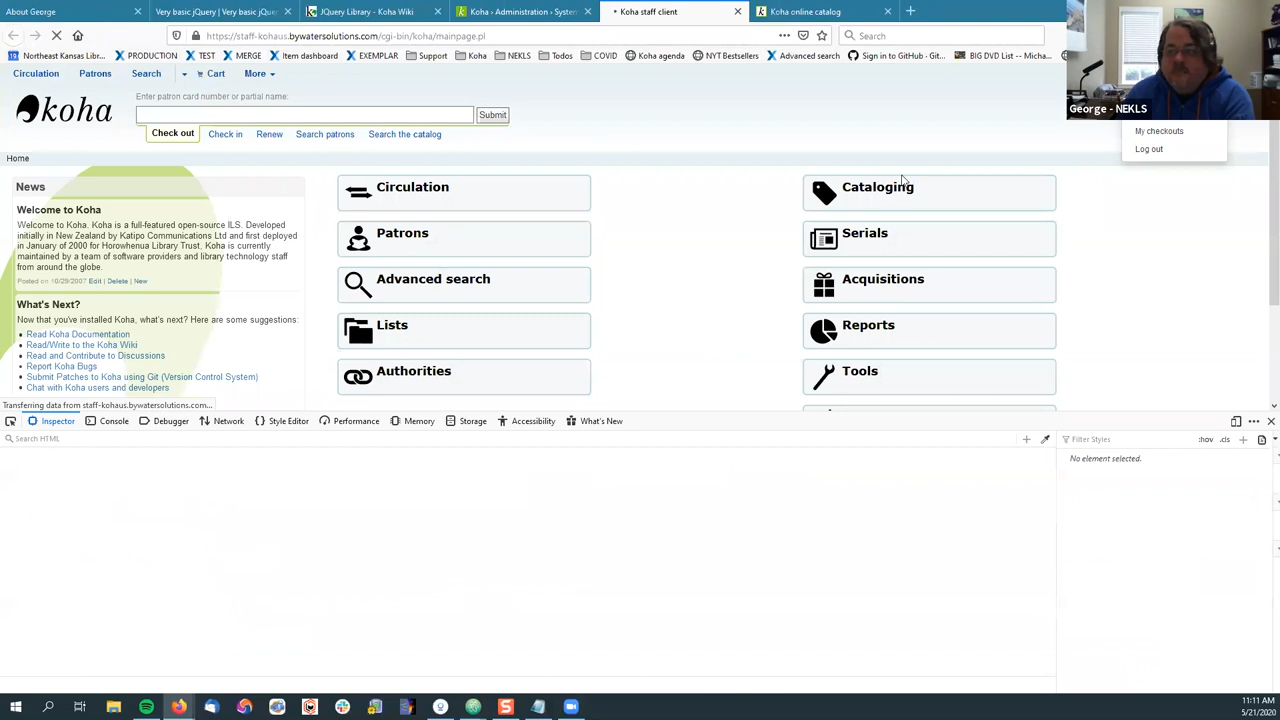 About George
Very basic jQuery | Very basic jQue
JQuery Library - Koha Wiki
Koha › Administration › System
Koha staff client
Koha online catalog
https://staff-kohaus.bywatersolutions.com/cgi-bin/koha/mainpage.pl
Search
Northeast Kansas Libr...
PRODUCTION
TEST
MERGE
Item dashboard
EXEMPLAR
Support
Koha
NEKLS
Todos
COVID
Koha agenda
NYT Bestsellers
Advanced search
Sign in to GitHub · Git...
BIG DVD List -- Micha...
Circulation
Patrons
Search
Cart
More
George - NEKLS
My checkouts
Log out
koha
Enter patron card number or partial name:
Submit
Check out
Check in
Renew
Search patrons
Search the catalog
Home
News
Welcome to Koha
Welcome to Koha. Koha is a full-featured open-source ILS. Developed
initially in New Zealand by Katipo Communications Ltd and first deployed
in January of 2000 for Horowhenua Library Trust, Koha is currently
maintained by a team of software providers and library technology staff
from around the globe.
Posted on 10/29/2007 Edit | Delete | New
What's Next?
Now that you've installed Koha, what's next? Here are some suggestions:
Read Koha Documentation
Read/Write to the Koha Wiki
Read and Contribute to Discussions
Report Koha Bugs
Submit Patches to Koha using Git (Version Control System)
Chat with Koha users and developers
Circulation
Patrons
Advanced search
Lists
Authorities
Cataloging
Serials
Acquisitions
Reports
Tools
Transferring data from staff-kohaus.bywatersolutions.com...
Inspector
Console
Debugger
Network
Style Editor
Performance
Memory
Storage
Accessibility
What's New
Search HTML
Filter Styles
:hov .cls
No element selected.
11:11 AM
5/21/2020